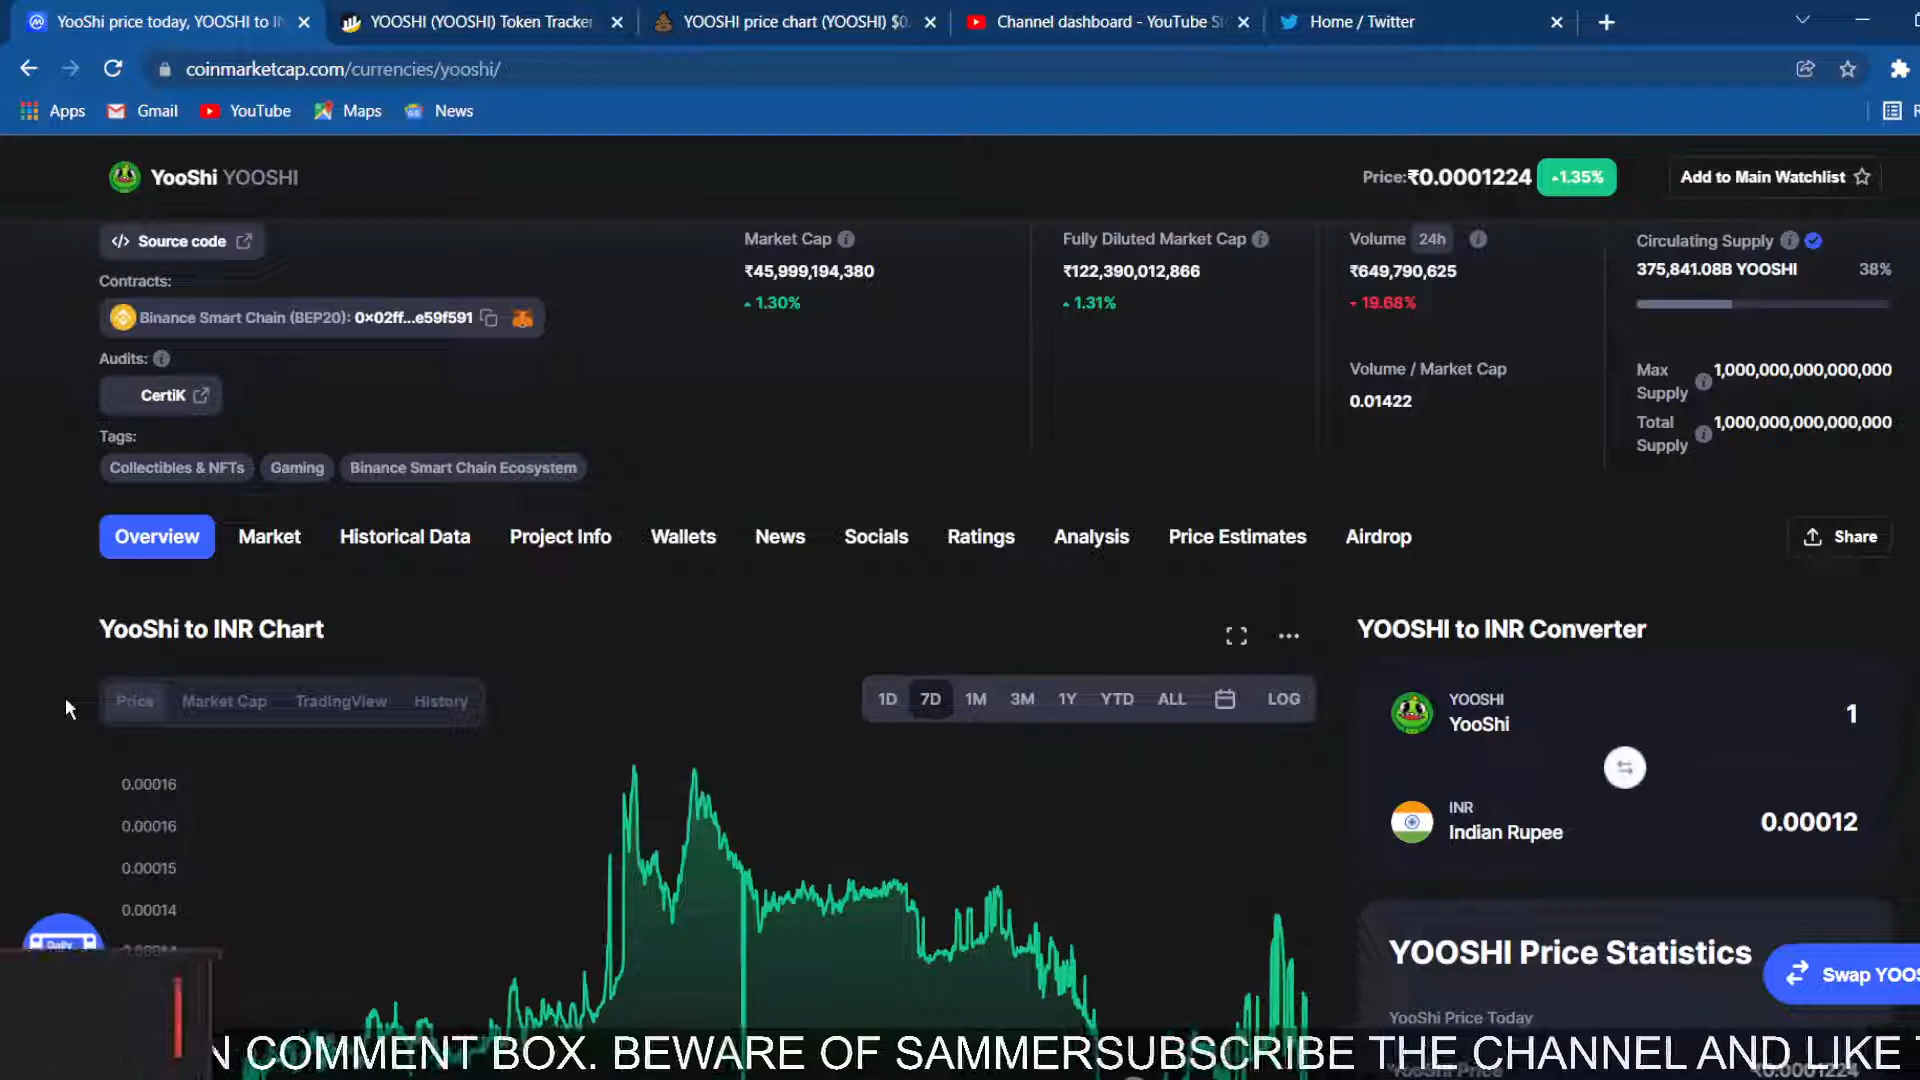 YooShi price today, YOOSHI to I
YOOSHI (YOOSHI) Token Tracker
YOOSHI price chart (YOOSHI) $0.
Channel dashboard - YouTube St
Home / Twitter
coinmarketcap.com/currencies/yooshi/
Apps
Gmail
YouTube
Maps
News
YooShi YOOSHI
Price:₹0.0001224
1.35%
Add to Main Watchlist
Source code
Market Cap
Fully Diluted Market Cap
Volume 24h
Circulating Supply
₹45,999,194,380
₹122,390,012,866
₹649,790,625
375,841.08B YOOSHI
38%
1.30%
1.31%
19.68%
Contracts:
Binance Smart Chain (BEP20): 0x02ff...e59f591
Audits:
CertiK
Volume / Market Cap
0.01422
Max Supply
1,000,000,000,000,000
Total Supply
1,000,000,000,000,000
Tags:
Collectibles & NFTs
Gaming
Binance Smart Chain Ecosystem
Overview
Market
Historical Data
Project Info
Wallets
News
Socials
Ratings
Analysis
Price Estimates
Airdrop
Share
YooShi to INR Chart
Price
Market Cap
TradingView
History
1D
7D
1M
3M
1Y
YTD
ALL
LOG
0.00016
0.00016
0.00015
0.00014
YOOSHI to INR Converter
YOOSHI
YooShi
1
INR
Indian Rupee
0.00012
YOOSHI Price Statistics
Swap YOOS
YooShi Price Today
YooShi Price
Daily
N COMMENT BOX. BEWARE OF SAMMERSUBSCRIBE THE CHANNEL AND LIKE T